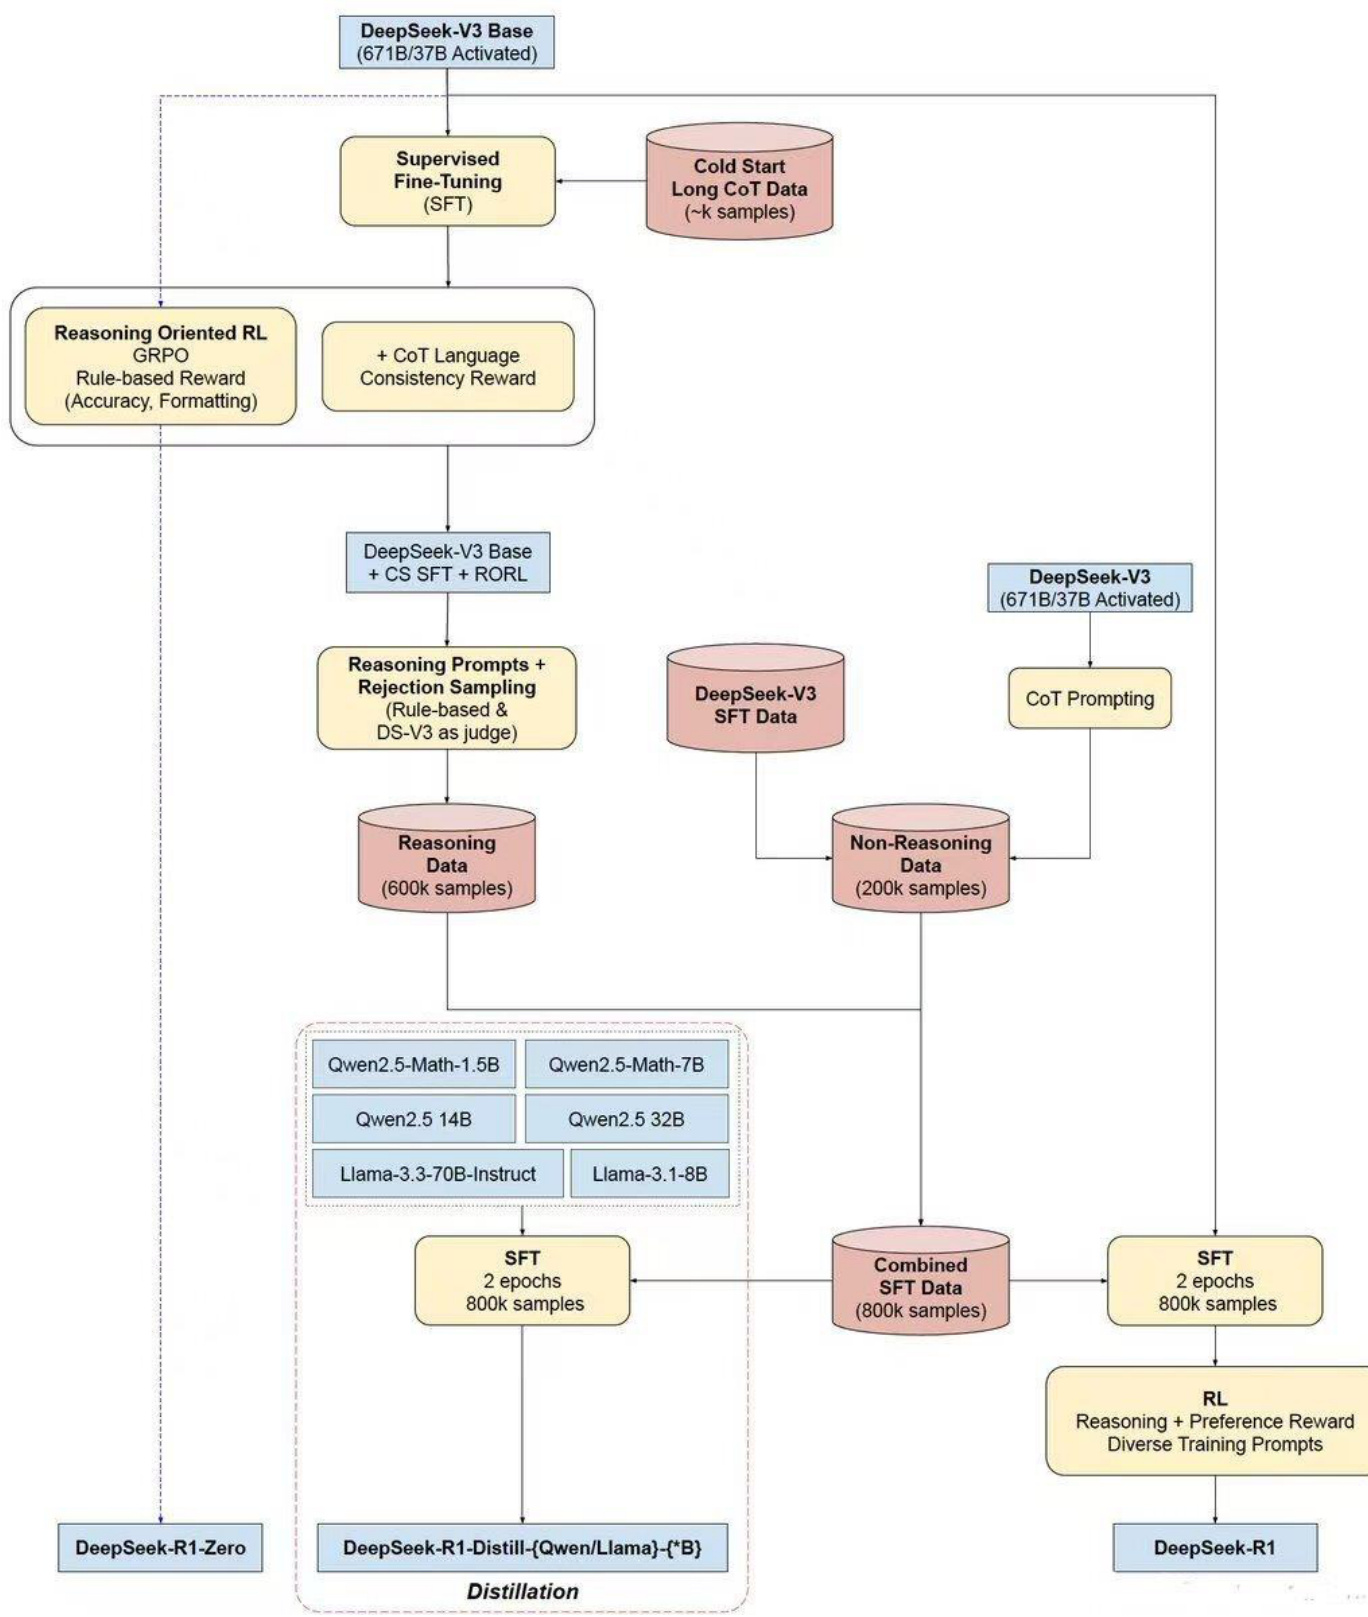 DeepSeek-V3 Base
(671B/37B Activated)
Supervised
Fine-Tuning
(SFT)
Cold Start
Long CoT Data
(~k samples)
Reasoning Oriented RL
GRPO
Rule-based Reward
(Accuracy, Formatting)
+ CoT Language
Consistency Reward
DeepSeek-V3 Base
+ CS SFT + RORL
DeepSeek-V3
(671B/37B Activated)
Reasoning Prompts +
Rejection Sampling
(Rule-based &
DS-V3 as judge)
DeepSeek-V3
SFT Data
CoT Prompting
Reasoning
Data
(600k samples)
Non-Reasoning
Data
(200k samples)
Qwen2.5-Math-1.5B
Qwen2.5-Math-7B
Qwen2.5 14B
Qwen2.5 32B
Llama-3.3-70B-Instruct
Llama-3.1-8B
SFT
2 epochs
800k samples
Combined
SFT Data
(800k samples)
SFT
2 epochs
800k samples
RL
Reasoning + Preference Reward
Diverse Training Prompts
DeepSeek-R1-Zero
DeepSeek-R1-Distill-{Qwen/Llama}-{*B}
DeepSeek-R1
Distillation